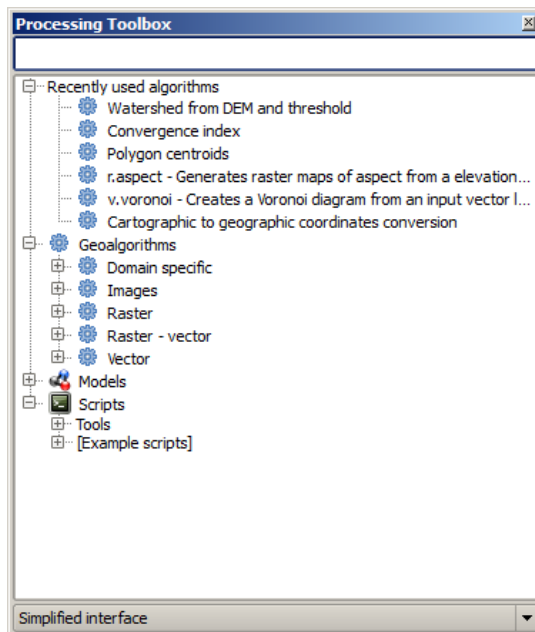 Processing Toolbox
Recently used algorithms
Watershed from DEM and threshold
Convergence index
Polygon centroids
r.aspect - Generates raster maps of aspect from a elevation...
v.voronoi - Creates a Voronoi diagram from an input vector l...
Cartographic to geographic coordinates conversion
Geoalgorithms
Domain specific
Images
Raster
Raster - vector
Vector
Models
Scripts
Tools
[Example scripts]
Simplified interface